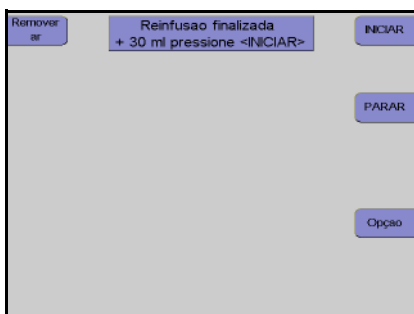 Remover
ar
Reinfusao finalizada
+ 30 ml pressione <INICIAR>
INICIAR
PARAR
Opçao